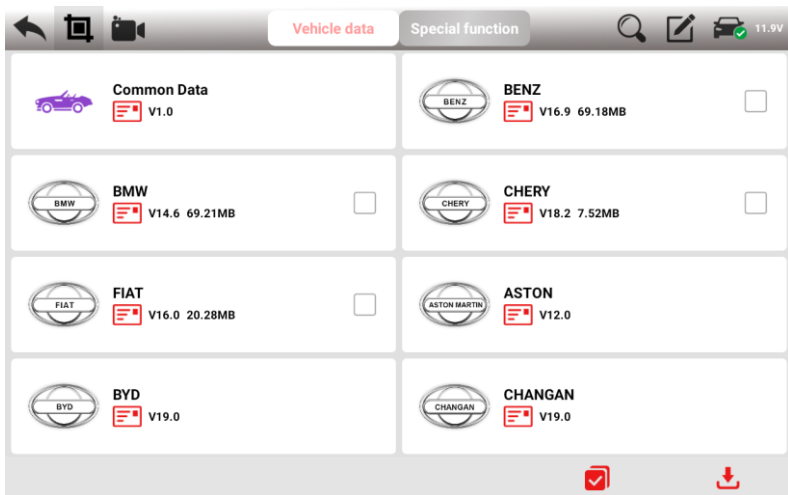 Vehicle data
Special function
11.9V
Common Data
V1.0
BENZ
BENZ
V16.9 69.18MB
BMW
BMW
V14.6 69.21MB
CHERY
CHERY
V18.2 7.52MB
FIAT
FIAT
V16.0 20.28MB
ASTON MARTIN
ASTON
V12.0
BYD
BYD
V19.0
CHANGAN
CHANGAN
V19.0